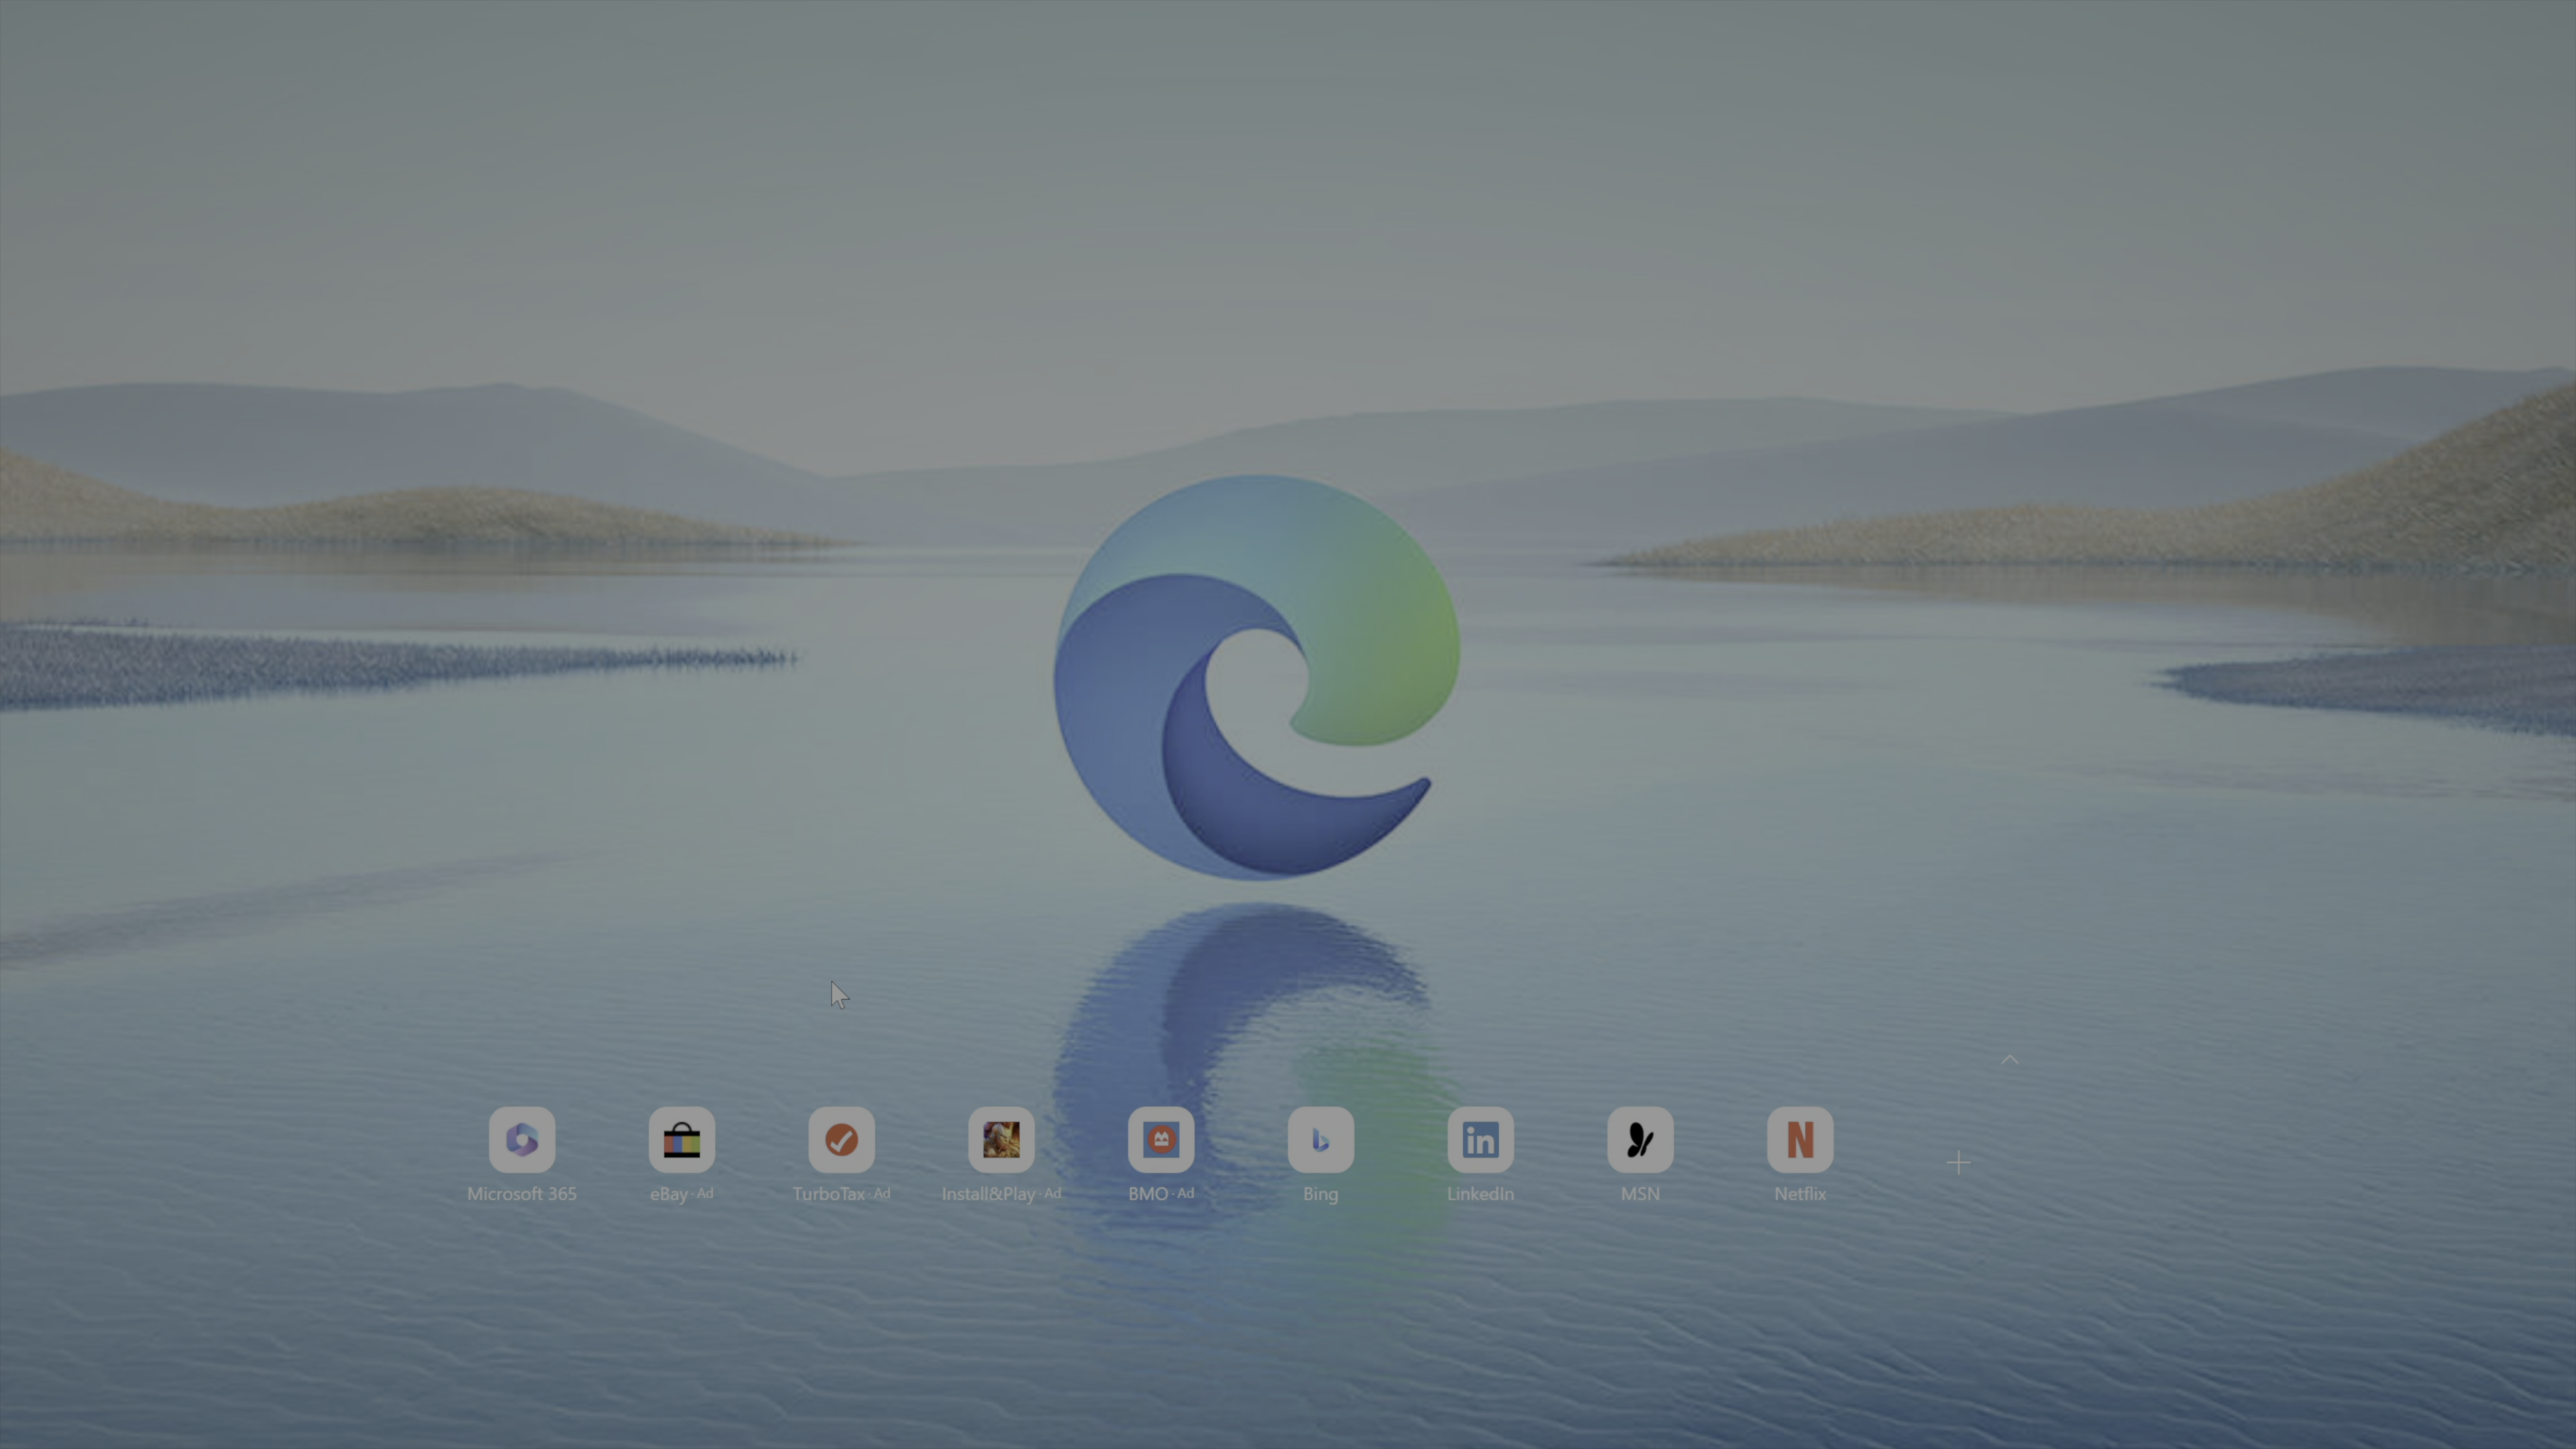 Microsoft 365
eBay · Ad
TurboTax · Ad
Install&Play · Ad
BMO · Ad
Bing
LinkedIn
MSN
Netflix